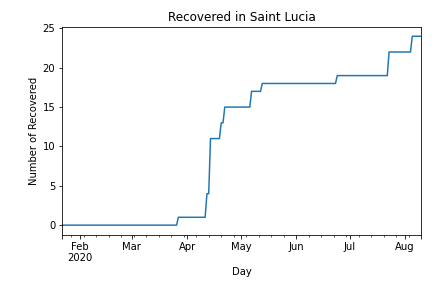 Recovered in Saint Lucia
Number of Recovered
25
20
15
10
5
0
Feb Mar Apr May Jun Jul Aug
2020
Day